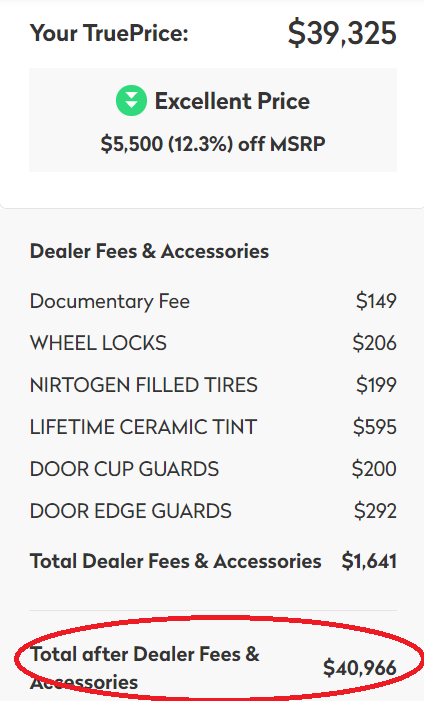 Your TruePrice: $39,325
Excellent Price
$5,500 (12.3%) off MSRP
Dealer Fees & Accessories
Documentary Fee $149
WHEEL LOCKS $206
NIRTOGEN FILLED TIRES $199
LIFETIME CERAMIC TINT $595
DOOR CUP GUARDS $200
DOOR EDGE GUARDS $292
Total Dealer Fees & Accessories $1,641
Total after Dealer Fees &
Accessories $40,966